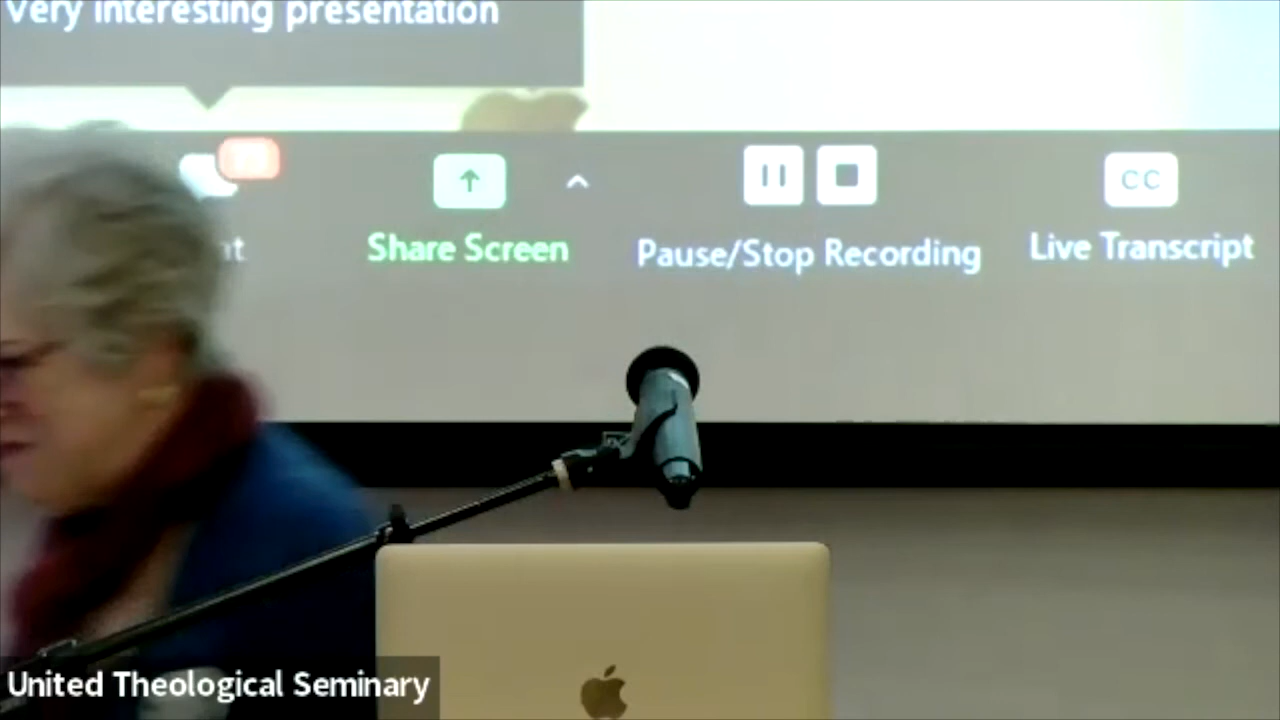 Very interesting presentation
Share Screen
Pause/Stop Recording
Live Transcript
CC
United Theological Seminary